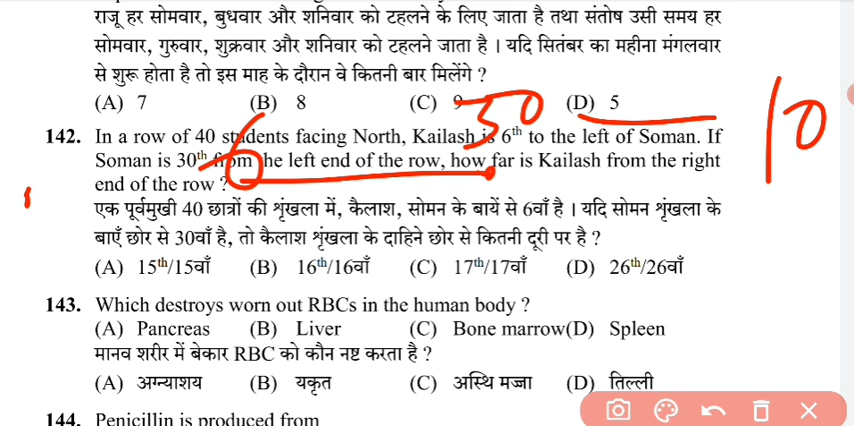 राजू हर सोमवार, बुधवार और शनिवार को टहलने के लिए जाता है तथा संतोष उसी समय हर
सोमवार, गुरुवार, शुक्रवार और शनिवार को टहलने जाता है । यदि सितंबर का महीना मंगलवार
से शुरू होता है तो इस माह के दौरान वे कितनी बार मिलेंगे ?
(A) 7 (B) 8 (C) 9 (D) 5
142. In a row of 40 students facing North, Kailash is 6th to the left of Soman. If
Soman is 30th from the left end of the row, how far is Kailash from the right
end of the row ?
एक पूर्वमुखी 40 छात्रों की शृंखला में, कैलाश, सोमन के बायें से 6वाँ है । यदि सोमन शृंखला के
बाएँ छोर से 30वाँ है, तो कैलाश शृंखला के दाहिने छोर से कितनी दूरी पर है ?
(A) 15th/15वाँ (B) 16th/16वाँ (C) 17th/17वाँ (D) 26th/26वाँ
143. Which destroys worn out RBCs in the human body ?
(A) Pancreas (B) Liver (C) Bone marrow(D) Spleen
मानव शरीर में बेकार RBC को कौन नष्ट करता है ?
(A) अग्न्याशय (B) यकृत (C) अस्थि मज्जा (D) तिल्ली
144. Penicillin is produced from
30
6
10